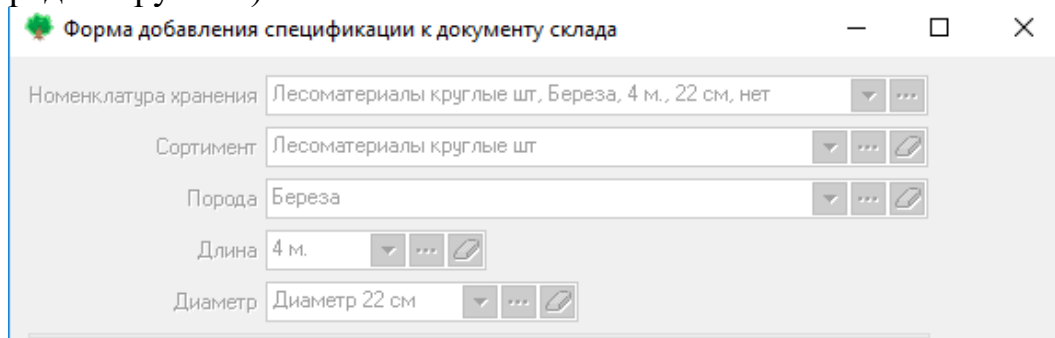 Форма добавления спецификации к документу склада
Номенклатура хранения Лесоматериалы круглые шт, Береза, 4 м., 22 см, нет
Сортимент Лесоматериалы круглые шт
Порода Береза
Длина 4 м.
Диаметр Диаметр 22 см